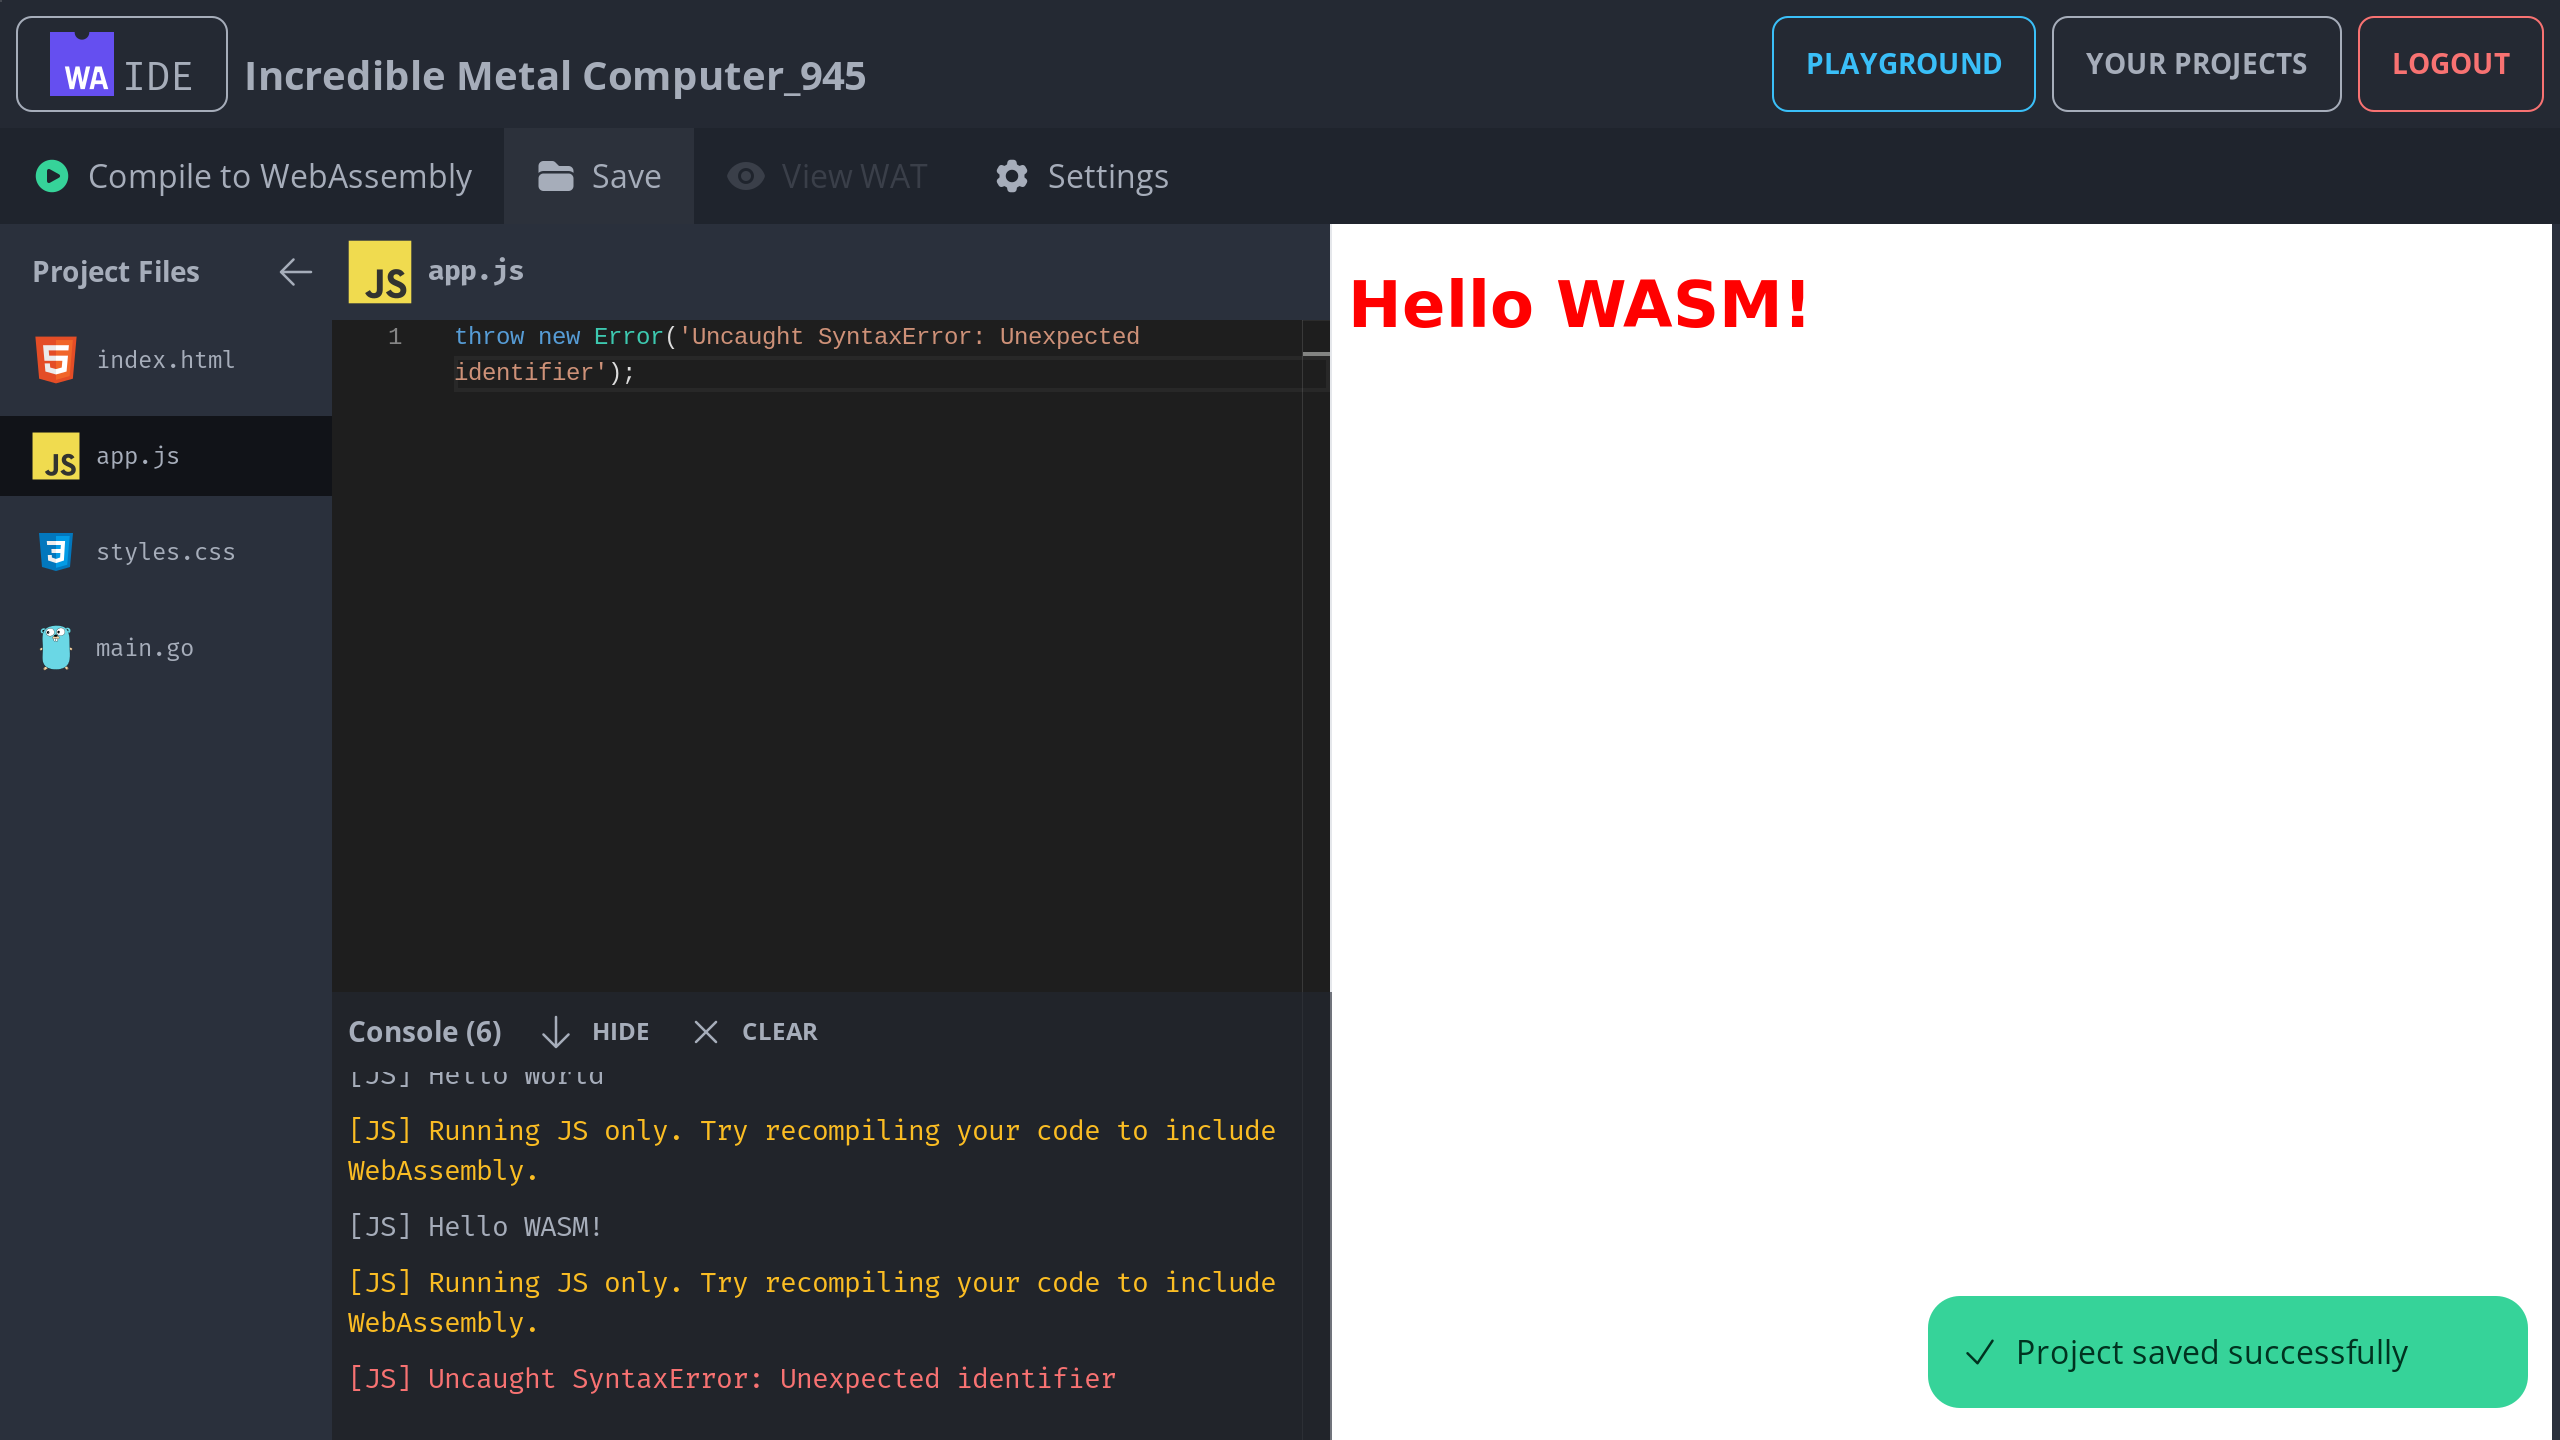 WA IDE
Incredible Metal Computer_945
PLAYGROUND
YOUR PROJECTS
LOGOUT
Compile to WebAssembly
Save
View WAT
Settings
Project Files
index.html
JS app.js
styles.css
main.go
JS app.js
1 throw new Error('Uncaught SyntaxError: Unexpected
identifier');
Console (6)
HIDE
CLEAR
[JS] Hello World
[JS] Running JS only. Try recompiling your code to include
WebAssembly.
[JS] Hello WASM!
[JS] Running JS only. Try recompiling your code to include
WebAssembly.
[JS] Uncaught SyntaxError: Unexpected identifier
Hello WASM!
Project saved successfully